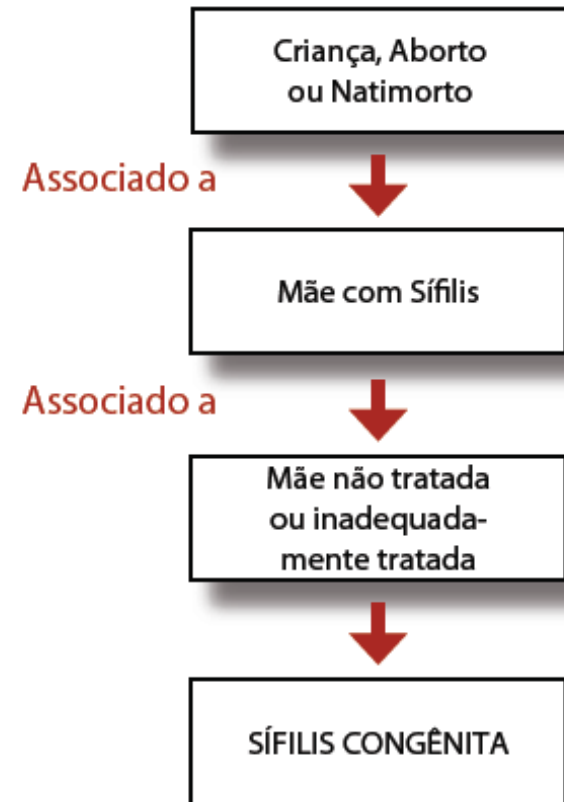 Criança, Aborto
ou Natimorto
Associado a
Mãe com Sífilis
Associado a
Mãe não tratada
ou inadequada-
mente tratada
SÍFILIS CONGÊNITA